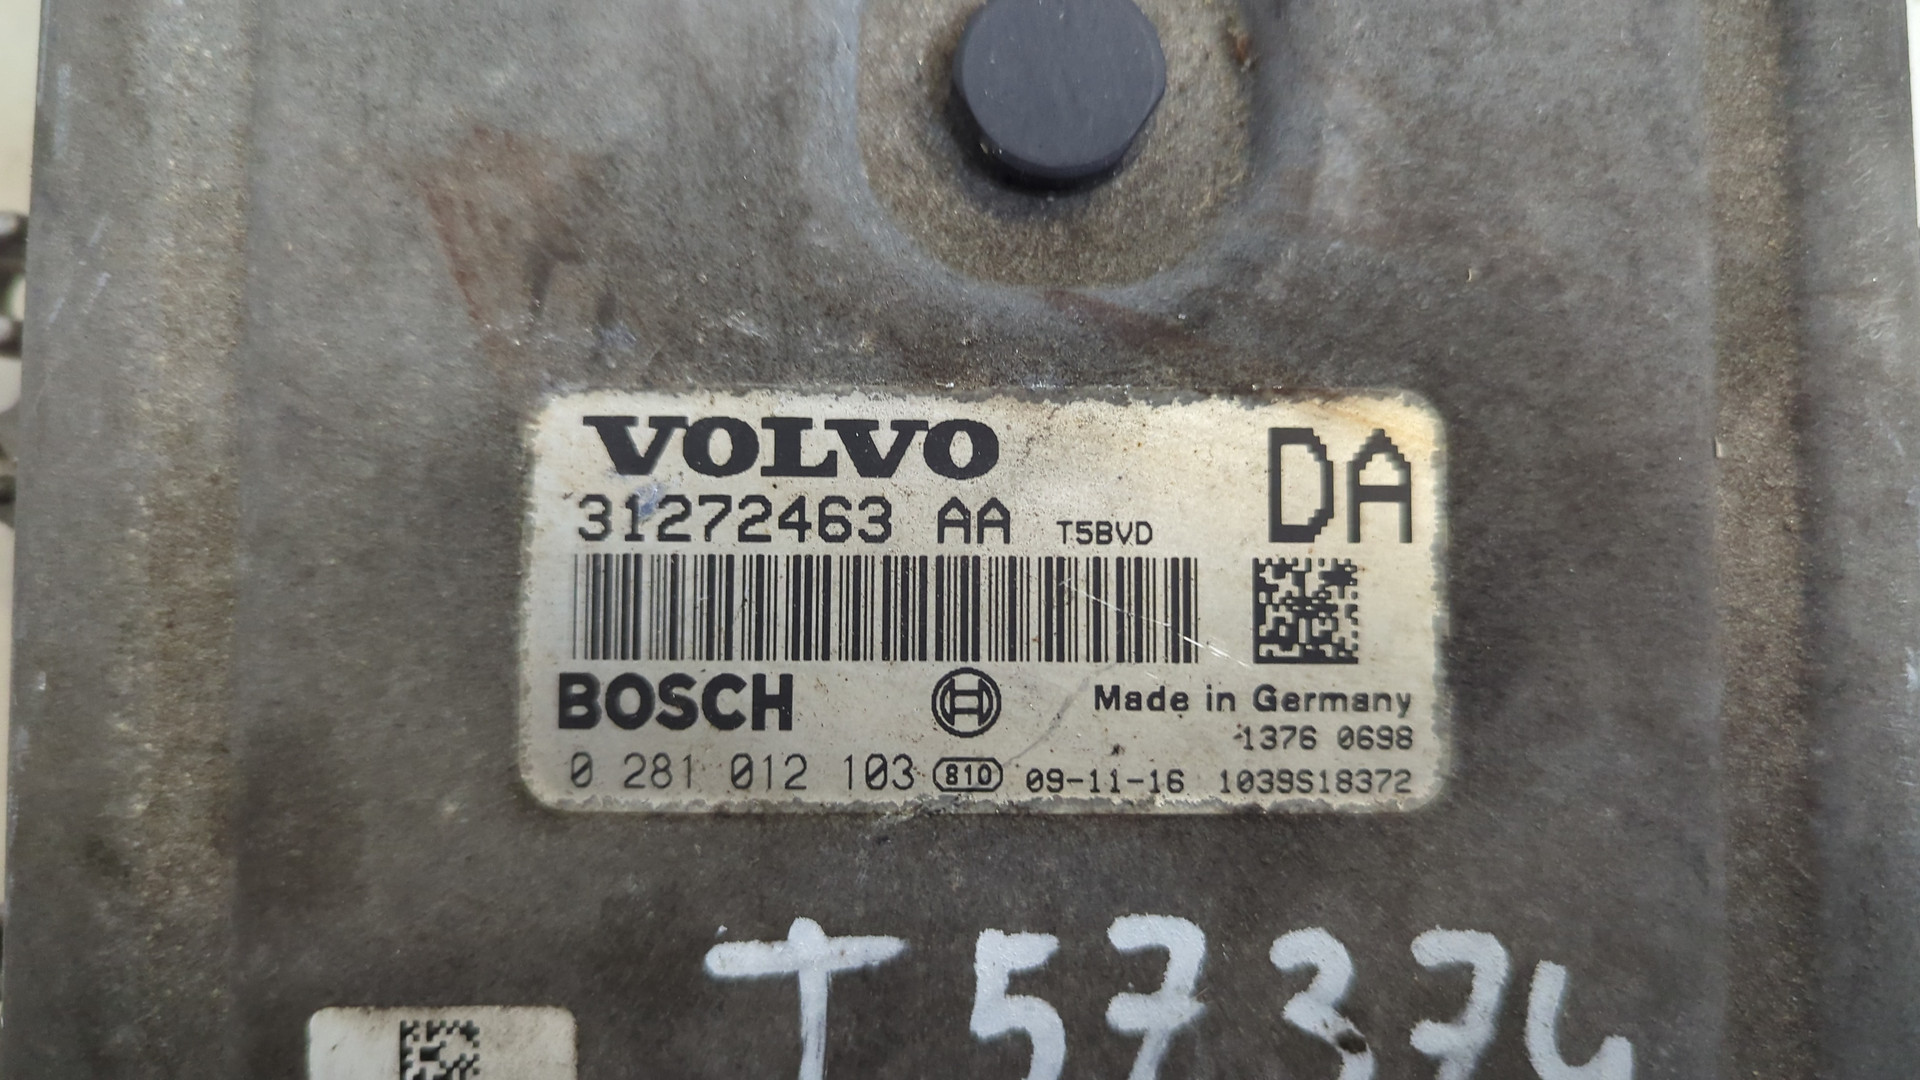 VOLVO
31272463 AA T5BVD
DA
BOSCH
Made in Germany
1376 0698
0 281 012 103 810 09-11-16 1039S18372
T 57374